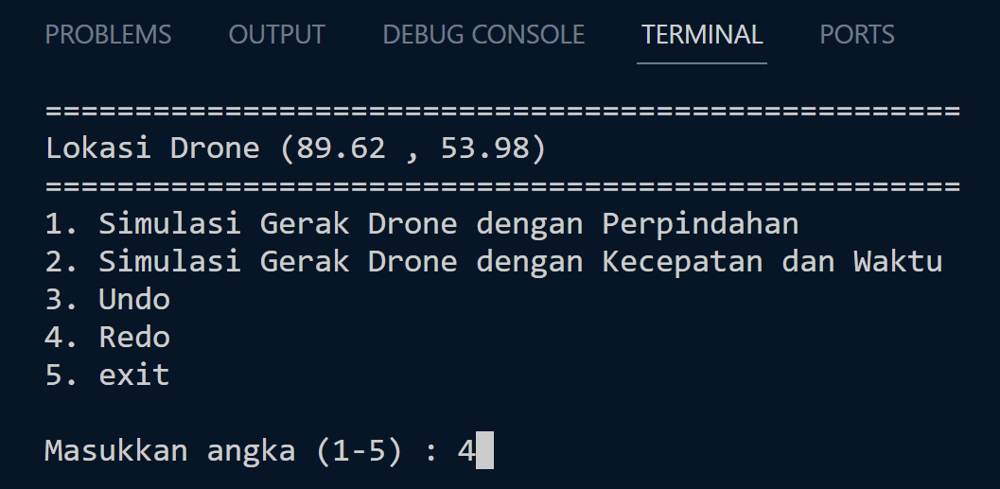 PROBLEMS OUTPUT DEBUG CONSOLE TERMINAL PORTS
===================================================
Lokasi Drone (89.62 , 53.98)
===================================================
1. Simulasi Gerak Drone dengan Perpindahan
2. Simulasi Gerak Drone dengan Kecepatan dan Waktu
3. Undo
4. Redo
5. exit
Masukkan angka (1-5) : 4